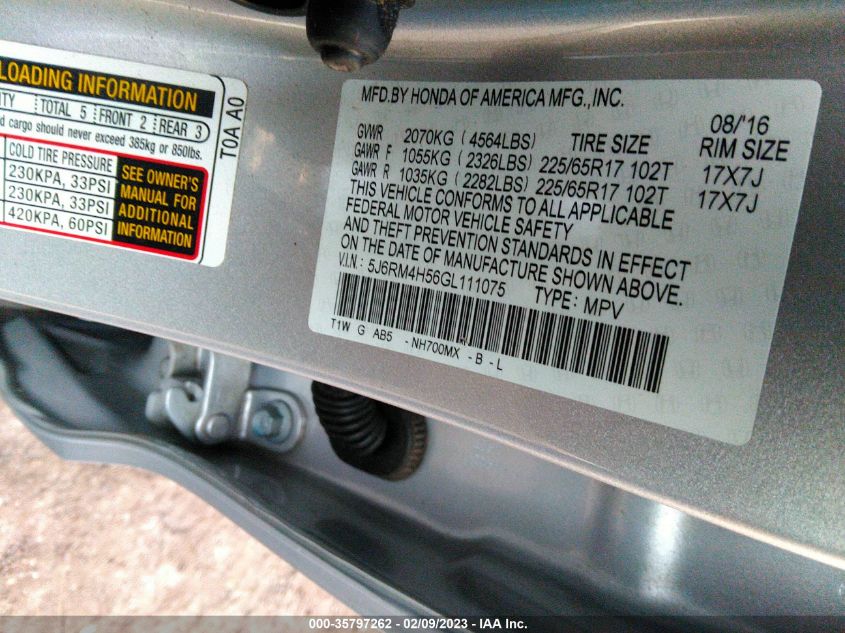 LOADING INFORMATION
TOTAL 5 FRONT 2 REAR 3
cargo should never exceed 385kg or 850lbs.
COLD TIRE PRESSURE
230KPA, 33PSI
230KPA, 33PSI
420KPA, 60PSI
SEE OWNER'S
MANUAL FOR
ADDITIONAL
INFORMATION
T0A A0
MFD.BY HONDA OF AMERICA MFG.,INC.
08/'16
GVWR 2070KG (4564LBS) TIRE SIZE RIM SIZE
GAWR F 1055KG (2326LBS) 225/65R17 102T 17X7J
GAWR R 1035KG (2282LBS) 225/65R17 102T 17X7J
THIS VEHICLE CONFORMS TO ALL APPLICABLE
FEDERAL MOTOR VEHICLE SAFETY
AND THEFT PREVENTION STANDARDS IN EFFECT
ON THE DATE OF MANUFACTURE SHOWN ABOVE.
V.I.N: 5J6RM4H56GL111075 TYPE: MPV
T1W G AB5 - NH700MX - B - L
000-35797262 - 02/09/2023 - IAA Inc.